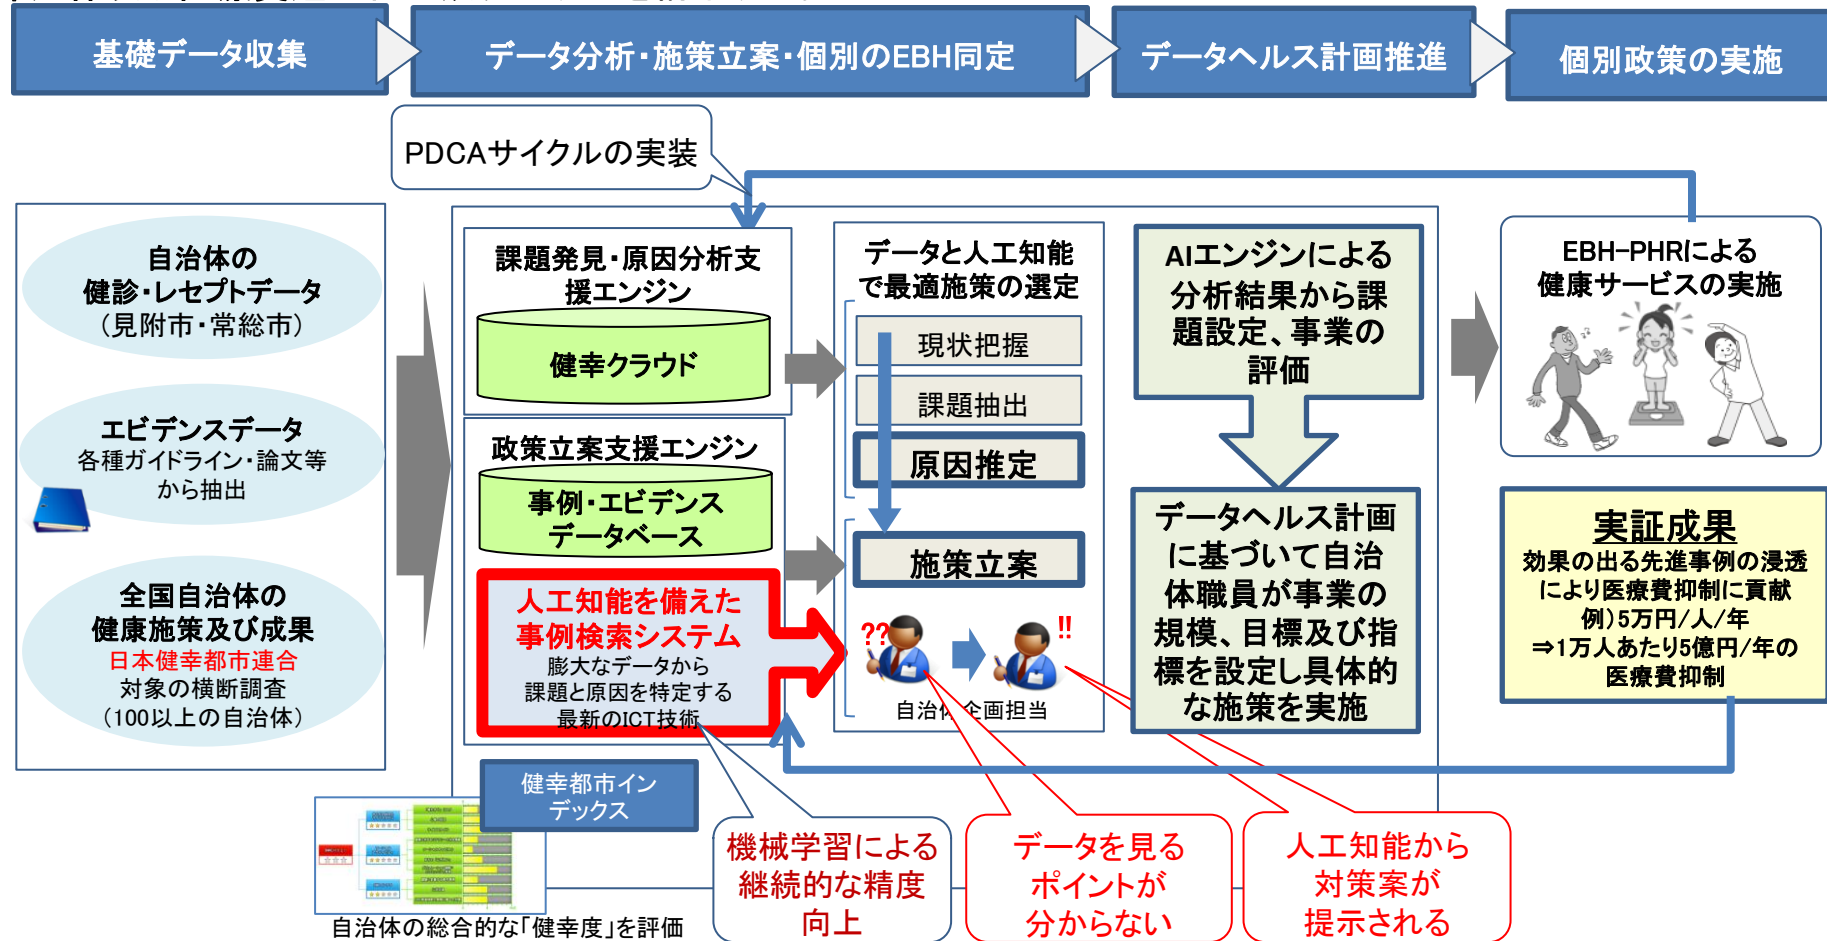 基礎データ収集
データ分析・施策立案・個別のEBH同定
データヘルス計画推進
個別政策の実施
PDCAサイクルの実装
自治体の
健診・レセプトデータ
（見附市・常総市）
エビデンスデータ
各種ガイドライン・論文等
から抽出
全国自治体の
健康施策及び成果
日本健幸都市連合
対象の横断調査
（100以上の自治体）
課題発見・原因分析支
援エンジン
健幸クラウド
政策立案支援エンジン
事例・エビデンス
データベース
人工知能を備えた
事例検索システム
膨大なデータから
課題と原因を特定する
最新のICT技術
データと人工知能
で最適施策の選定
現状把握
課題抽出
原因推定
施策立案
??
!!
自治体企画担当
AIエンジンによる
分析結果から課
題設定、事業の
評価
データヘルス計画
に基づいて自治
体職員が事業の
規模、目標及び指
標を設定し具体的
な施策を実施
EBH-PHRによる
健康サービスの実施
実証成果
効果の出る先進事例の浸透
により医療費抑制に貢献
例）5万円/人/年
⇒1万人あたり5億円/年の
医療費抑制
健幸都市イン
デックス
自治体の総合的な「健幸度」を評価
機械学習による
継続的な精度
向上
データを見る
ポイントが
分からない
人工知能から
対策案が
提示される